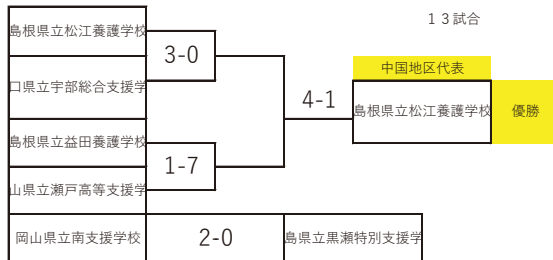 １３試合
島根県立松江養護学校
3-0
中国地区代表
口県立宇部総合支援学
4-1
島根県立松江養護学校
優勝
島根県立益田養護学校
1-7
山県立瀬戸高等支援学
岡山県立南支援学校
2-0
島県立黒瀬特別支援学